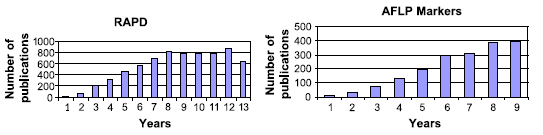 RAPD
Number of
publications
1000
800
600
400
200
0
1 2 3 4 5 6 7 8 9 10 11 12 13
Years
AFLP Markers
Number of
publications
500
400
300
200
100
0
1 2 3 4 5 6 7 8 9
Years